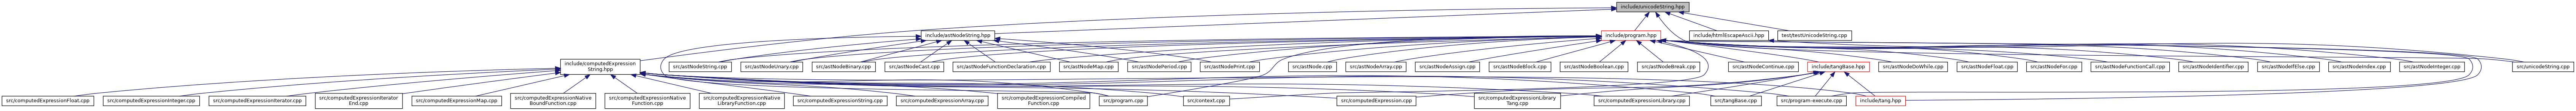 include/unicodeString.hpp
include/astNodeString.hpp
include/program.hpp
include/htmlEscapeAscii.hpp
test/testUnicodeString.cpp
include/computedExpression
String.hpp
src/astNodeString.cpp
src/astNodeUnary.cpp
src/astNodeBinary.cpp
src/astNodeCast.cpp
src/astNodeFunctionDeclaration.cpp
src/astNodeMap.cpp
src/astNodePeriod.cpp
src/astNodePrint.cpp
src/astNode.cpp
src/astNodeArray.cpp
src/astNodeAssign.cpp
src/astNodeBlock.cpp
src/astNodeBoolean.cpp
src/astNodeBreak.cpp
src/astNodeContinue.cpp
include/tangBase.hpp
src/astNodeDoWhile.cpp
src/astNodeFloat.cpp
src/astNodeFor.cpp
src/astNodeFunctionCall.cpp
src/astNodeIdentifier.cpp
src/astNodeIfElse.cpp
src/astNodeIndex.cpp
src/astNodeInteger.cpp
src/unicodeString.cpp
src/computedExpressionFloat.cpp
src/computedExpressionInteger.cpp
src/computedExpressionIterator.cpp
src/computedExpressionIterator
End.cpp
src/computedExpressionMap.cpp
src/computedExpressionNative
BoundFunction.cpp
src/computedExpressionNative
Function.cpp
src/computedExpressionNative
LibraryFunction.cpp
src/computedExpressionString.cpp
src/computedExpressionArray.cpp
src/computedExpressionCompiled
Function.cpp
src/program.cpp
src/context.cpp
src/computedExpression.cpp
src/computedExpressionLibrary
Tang.cpp
src/computedExpressionLibrary.cpp
src/tangBase.cpp
src/program-execute.cpp
include/tang.hpp